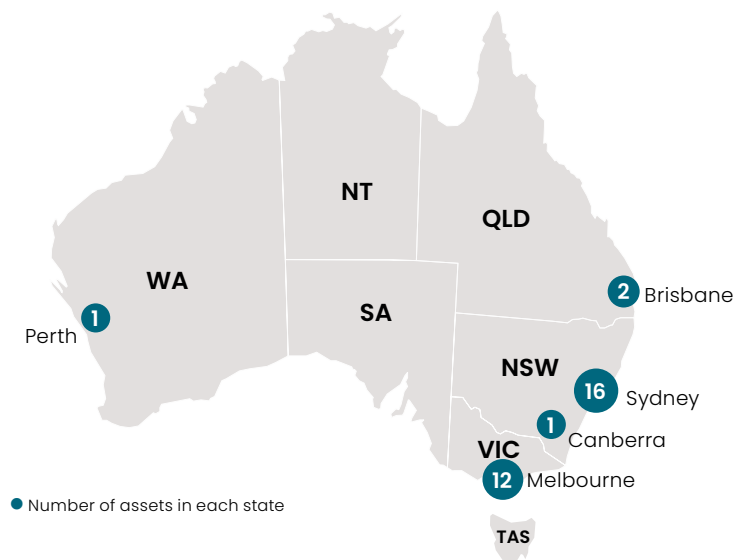 NT
QLD
WA
2 Brisbane
SA
1
Perth
NSW
16 Sydney
1 Canberra
VIC
12 Melbourne
Number of assets in each state
TAS